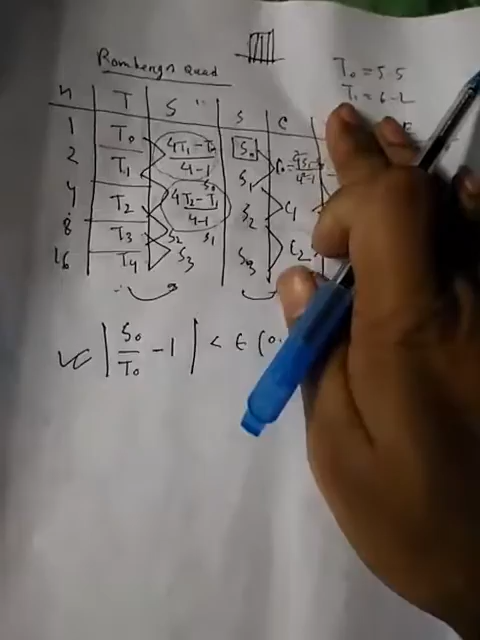 Rombergs quad
T₀ = 5.5
T₁ = 6.2
n T S S C
1 T₀ (4T₁ - T₀)/(4-1) S₀
2 T₁ S₀ S₁
4 T₂ (4T₂ - T₁)/(4-1) S₁ S₂ C₁
8 T₃ S₂
16 T₄ S₃ S₃ C₂
|S₀/T₀ - 1| < ε (0.